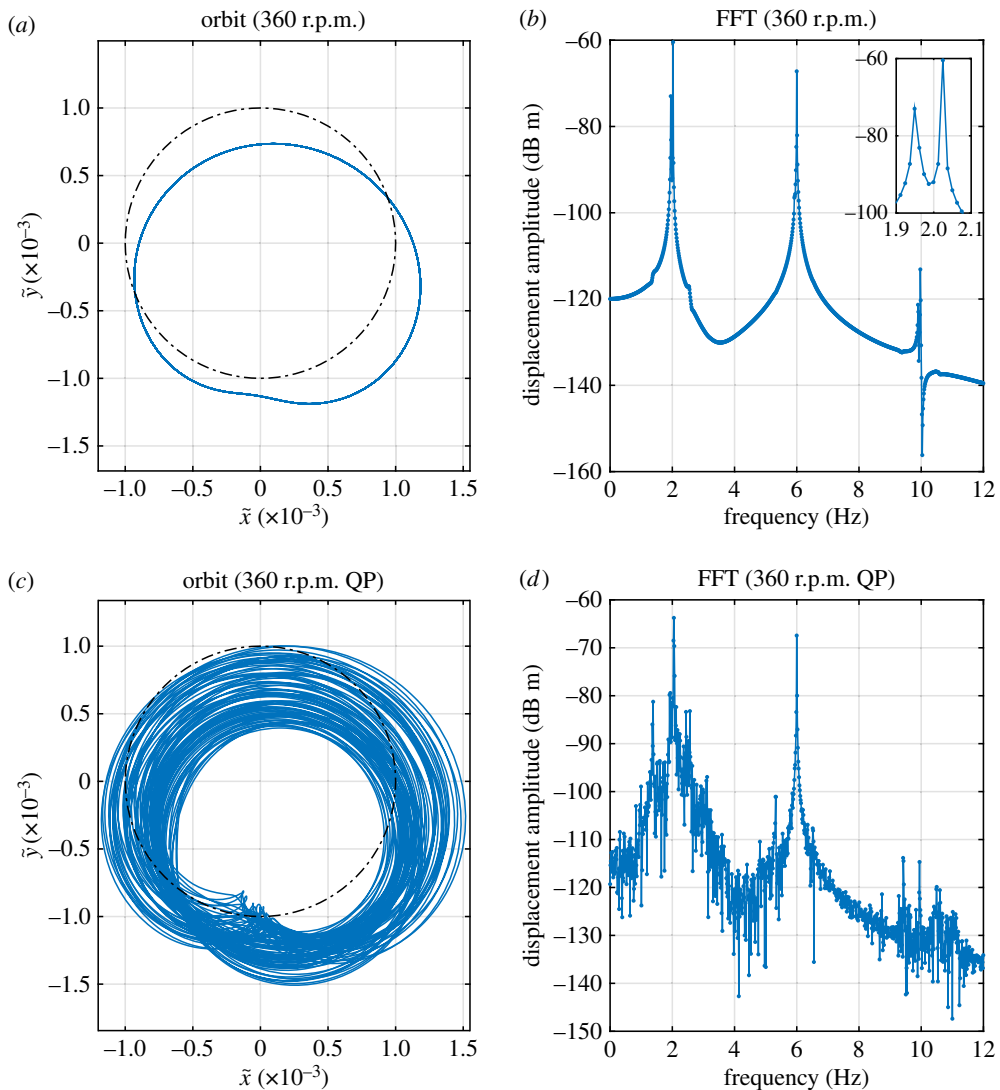 (a)
orbit (360 r.p.m.)
1.0
0.5
0
−0.5
−1.0
−1.5
ỹ (×10⁻³)
−1.0 −0.5 0 0.5 1.0 1.5
x̃ (×10⁻³)
(b)
FFT (360 r.p.m.)
−60
−80
−100
−120
−140
−160
displacement amplitude (dB m)
0 2 4 6 8 10 12
frequency (Hz)
−60
−80
−100
1.9 2.0 2.1
(c)
orbit (360 r.p.m. QP)
1.0
0.5
0
−0.5
−1.0
−1.5
ỹ (×10⁻³)
−1.0 −0.5 0 0.5 1.0 1.5
x̃ (×10⁻³)
(d)
FFT (360 r.p.m. QP)
−60
−70
−80
−90
−100
−110
−120
−130
−140
−150
displacement amplitude (dB m)
0 2 4 6 8 10 12
frequency (Hz)